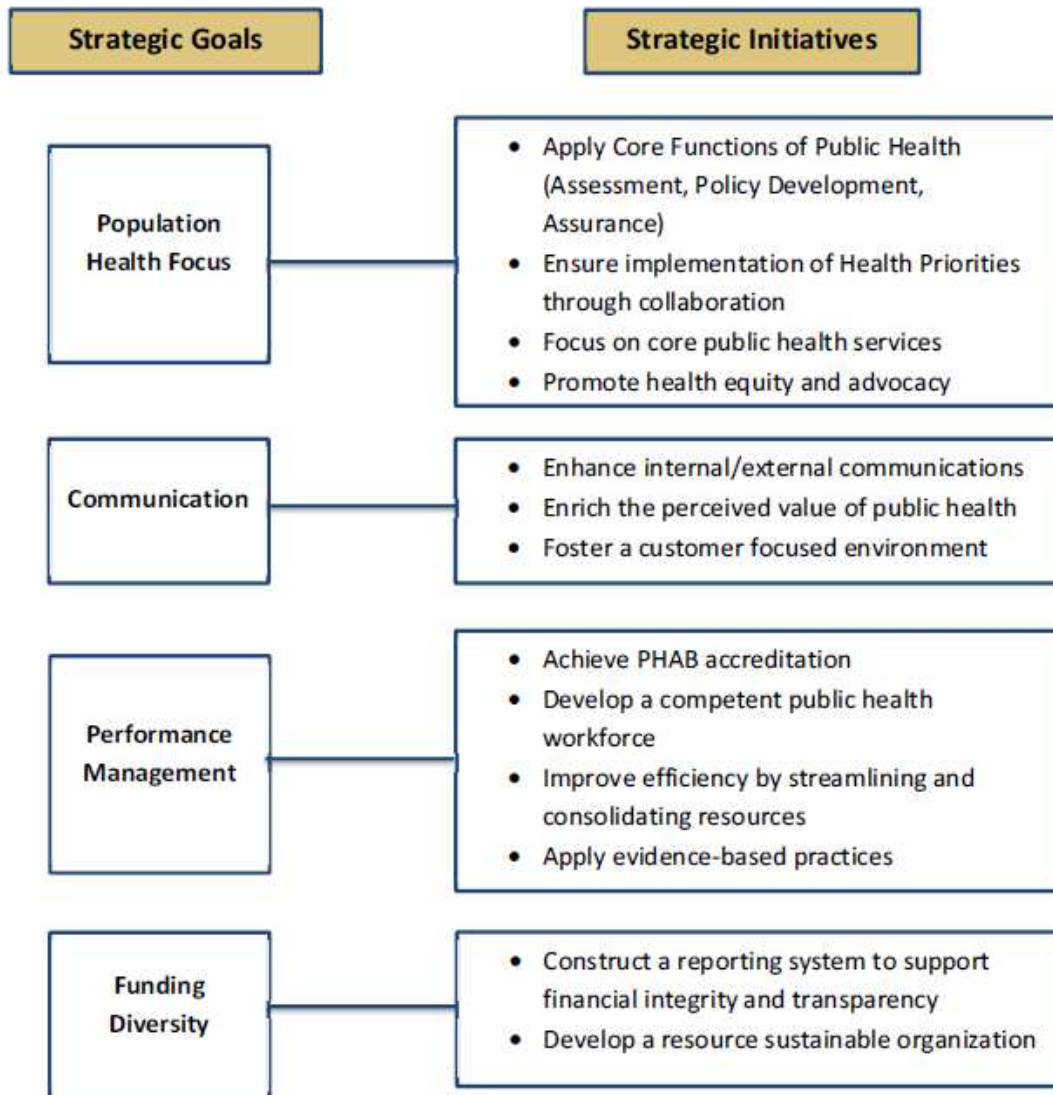 Strategic Goals
Strategic Initiatives
Population
Health Focus
• Apply Core Functions of Public Health
(Assessment, Policy Development,
Assurance)
• Ensure implementation of Health Priorities
through collaboration
• Focus on core public health services
• Promote health equity and advocacy
Communication
• Enhance internal/external communications
• Enrich the perceived value of public health
• Foster a customer focused environment
Performance
Management
• Achieve PHAB accreditation
• Develop a competent public health
workforce
• Improve efficiency by streamlining and
consolidating resources
• Apply evidence-based practices
Funding
Diversity
• Construct a reporting system to support
financial integrity and transparency
• Develop a resource sustainable organization